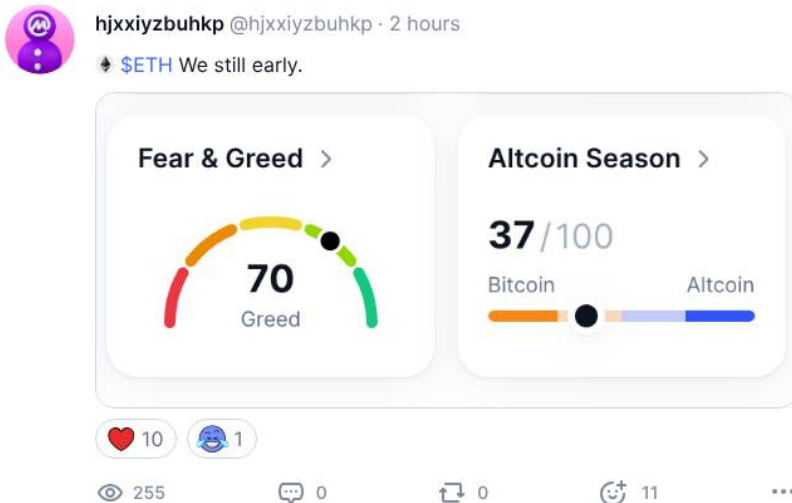 hjxxiyzbuhkp @hjxxiyzbuhkp · 2 hours
$ETH We still early.
Fear & Greed >
Altcoin Season >
70
Greed
37/100
Bitcoin
Altcoin
10
1
255
0
0
11